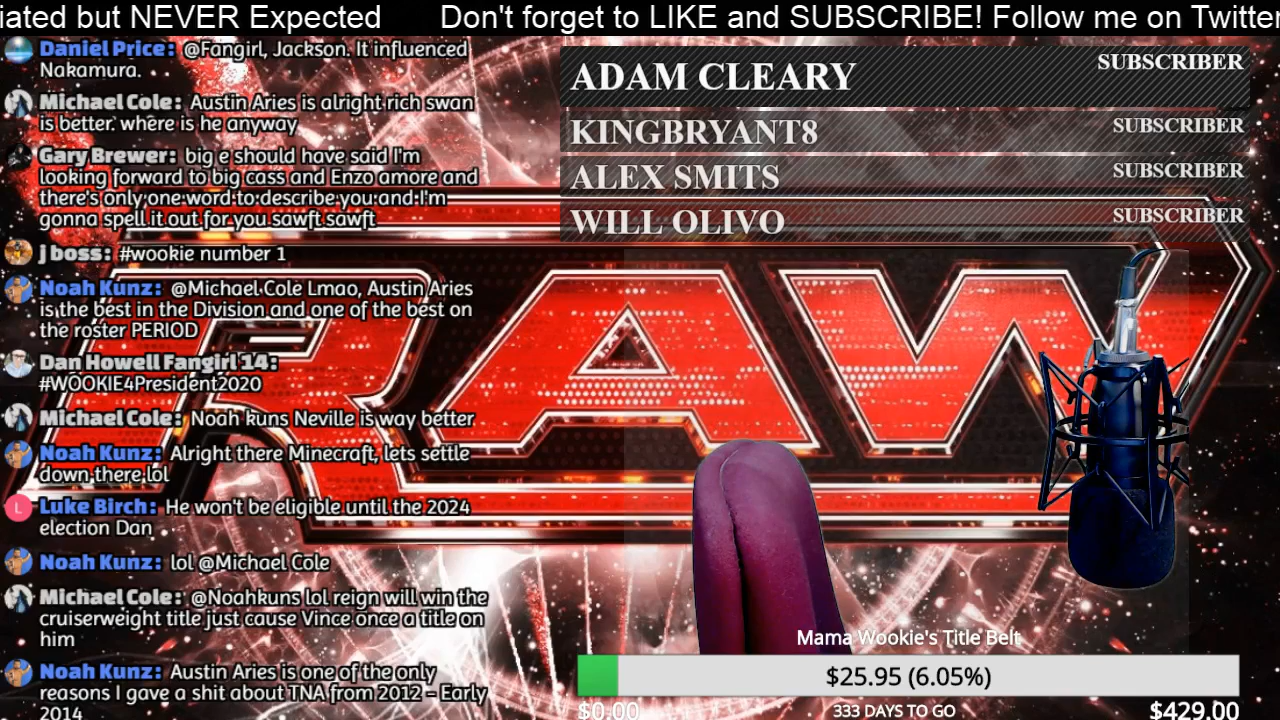 iated but NEVER Expected Don't forget to LIKE and SUBSCRIBE! Follow me on Twitter
Daniel Price: @Fangirl, Jackson. It influenced
Nakamura.
Michael Cole: Austin Aries is alright rich swan
is better. where is he anyway
Gary Brewer: big e should have said I'm
looking forward to big cass and Enzo amore and
there's only one word to describe you and I'm
gonna spell it out for you sawft sawft
j boss: #wookie number 1
Noah Kunz: @Michael Cole Lmao, Austin Aries
is the best in the Division and one of the best on
the roster PERIOD
Dan Howell Fangirl 14:
#WOOKIE4President2020
Michael Cole: Noah kuns Neville is way better
Noah Kunz: Alright there Minecraft, lets settle
down there lol
L
Luke Birch: He won't be eligible until the 2024
election Dan
Noah Kunz: lol @Michael Cole
Michael Cole: @Noahkuns lol reign will win the
cruiserweight title just cause Vince once a title on
him
Noah Kunz: Austin Aries is one of the only
reasons I gave a shit about TNA from 2012 - Early
2014
ADAM CLEARY SUBSCRIBER
KINGBRYANT8 SUBSCRIBER
ALEX SMITS SUBSCRIBER
WILL OLIVO SUBSCRIBER
RAW
Mama Wookie's Title Belt
$25.95 (6.05%)
$0.00 333 DAYS TO GO $429.00